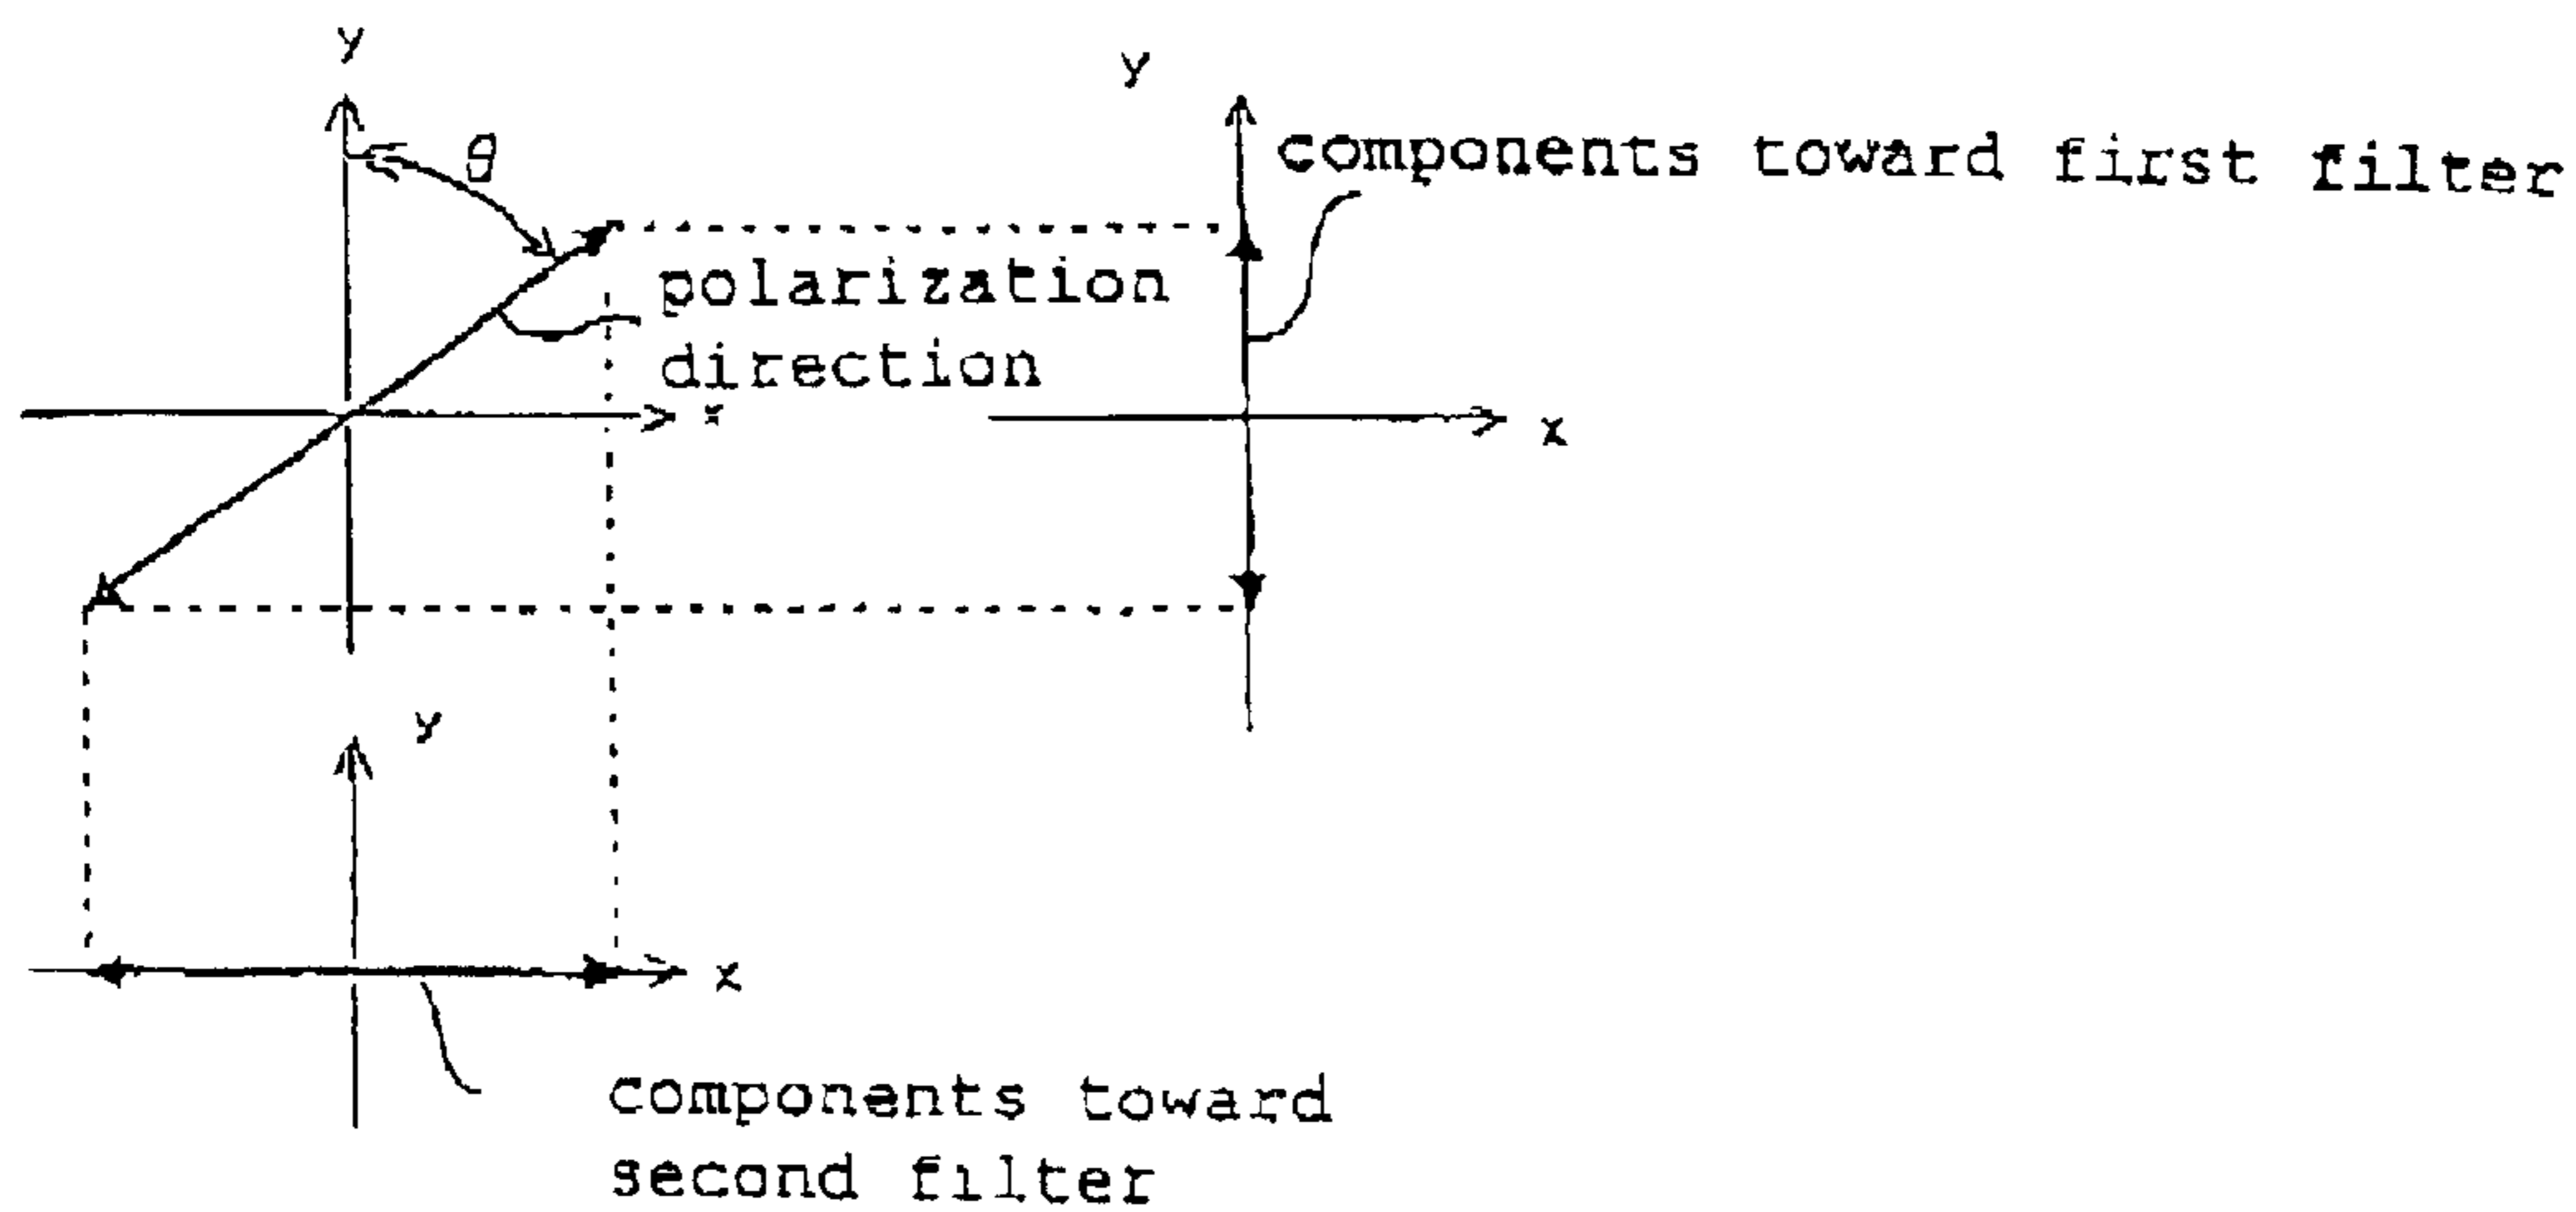 y
y
θ
components toward first filter
polarization
direction
x
x
y
x
components toward
second filter